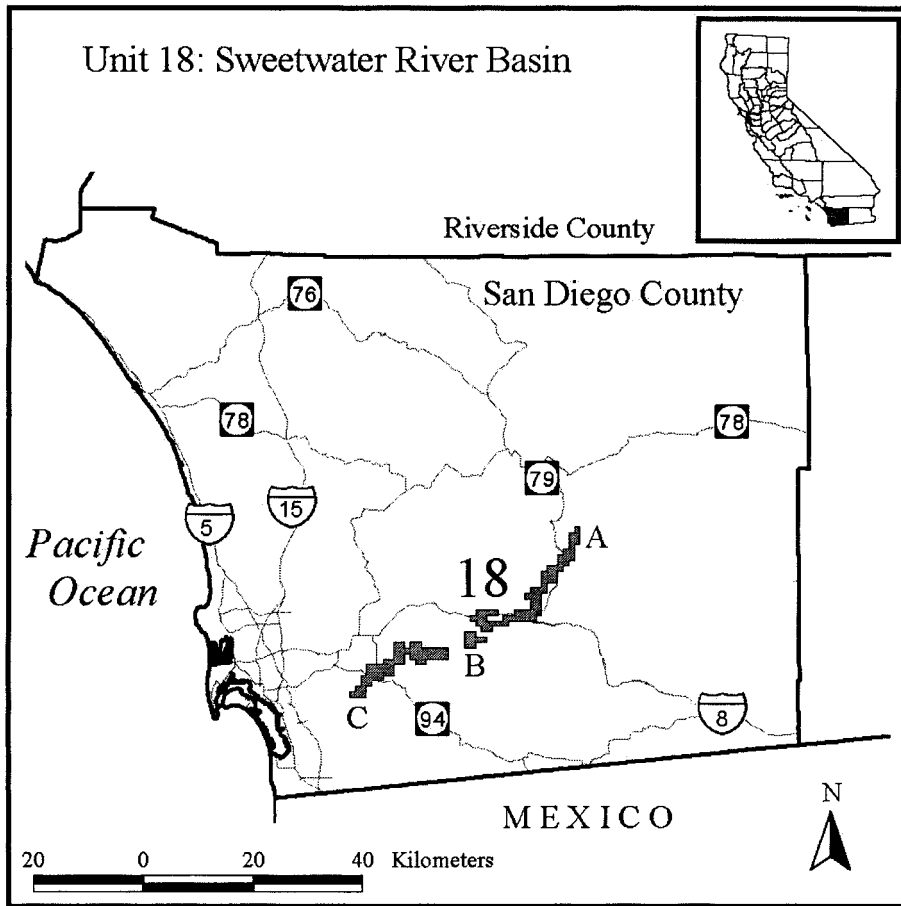 Unit 18: Sweetwater River Basin
Riverside County
San Diego County
76
78
78
79
5
15
Pacific
Ocean
A
18
B
C
94
8
MEXICO
N
20 0 20 40 Kilometers